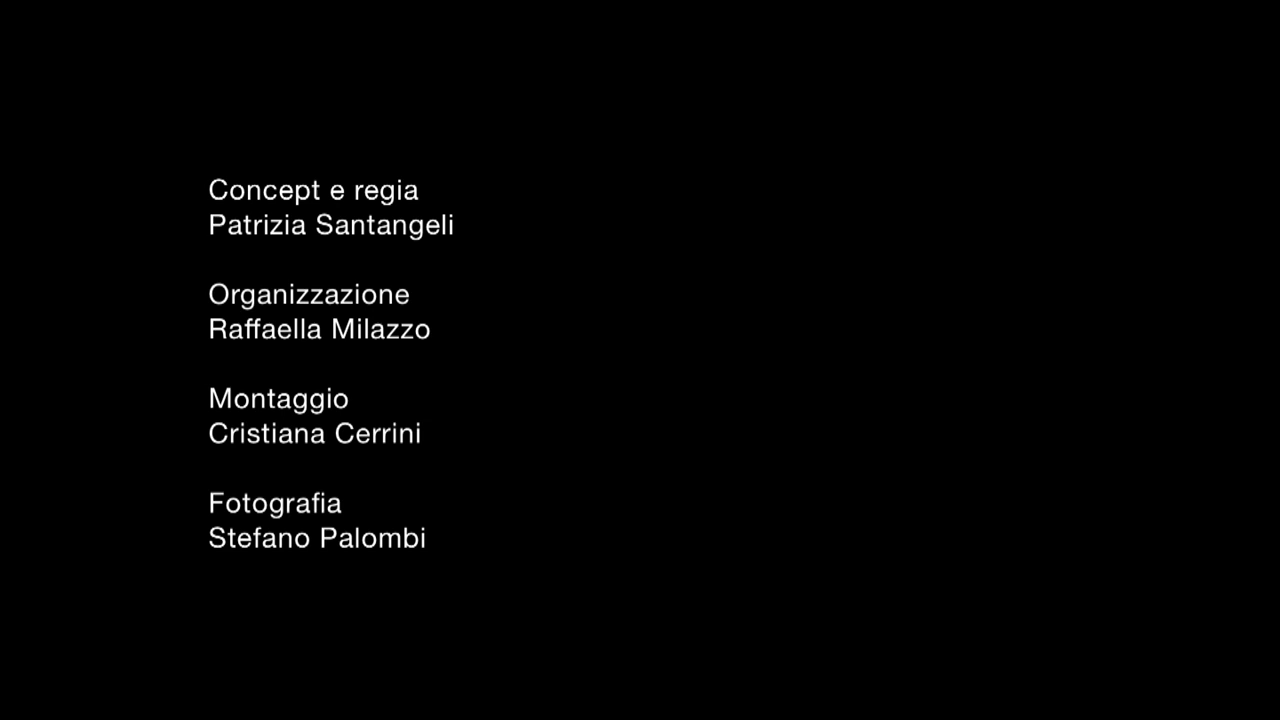 Concept e regia
Patrizia Santangeli
Organizzazione
Raffaella Milazzo
Montaggio
Cristiana Cerrini
Fotografia
Stefano Palombi